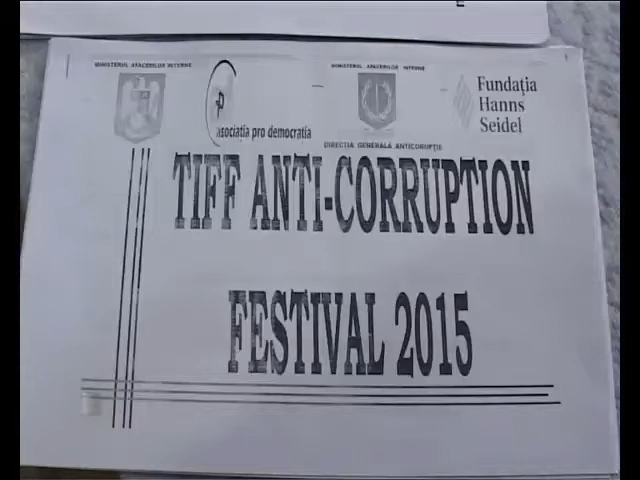 MINISTERUL AFACERILOR INTERNE
asociația pro democratia
MINISTERUL AFACERILOR INTERNE
DIRECȚIA GENERALĂ ANTICORUPȚIE
Fundația
Hanns
Seidel
TIFF ANTI-CORRUPTION
FESTIVAL 2015